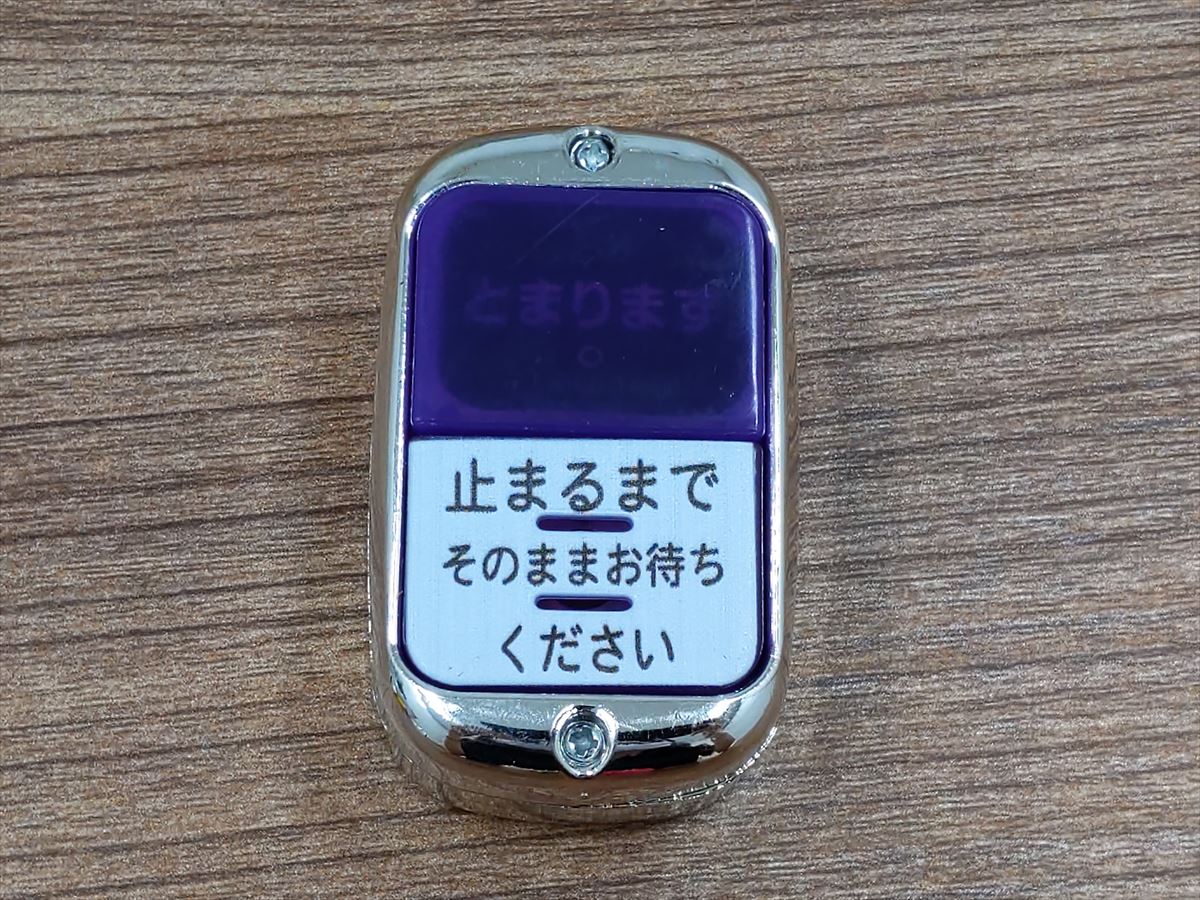 とまります
止まるまで
そのままお待ち
ください